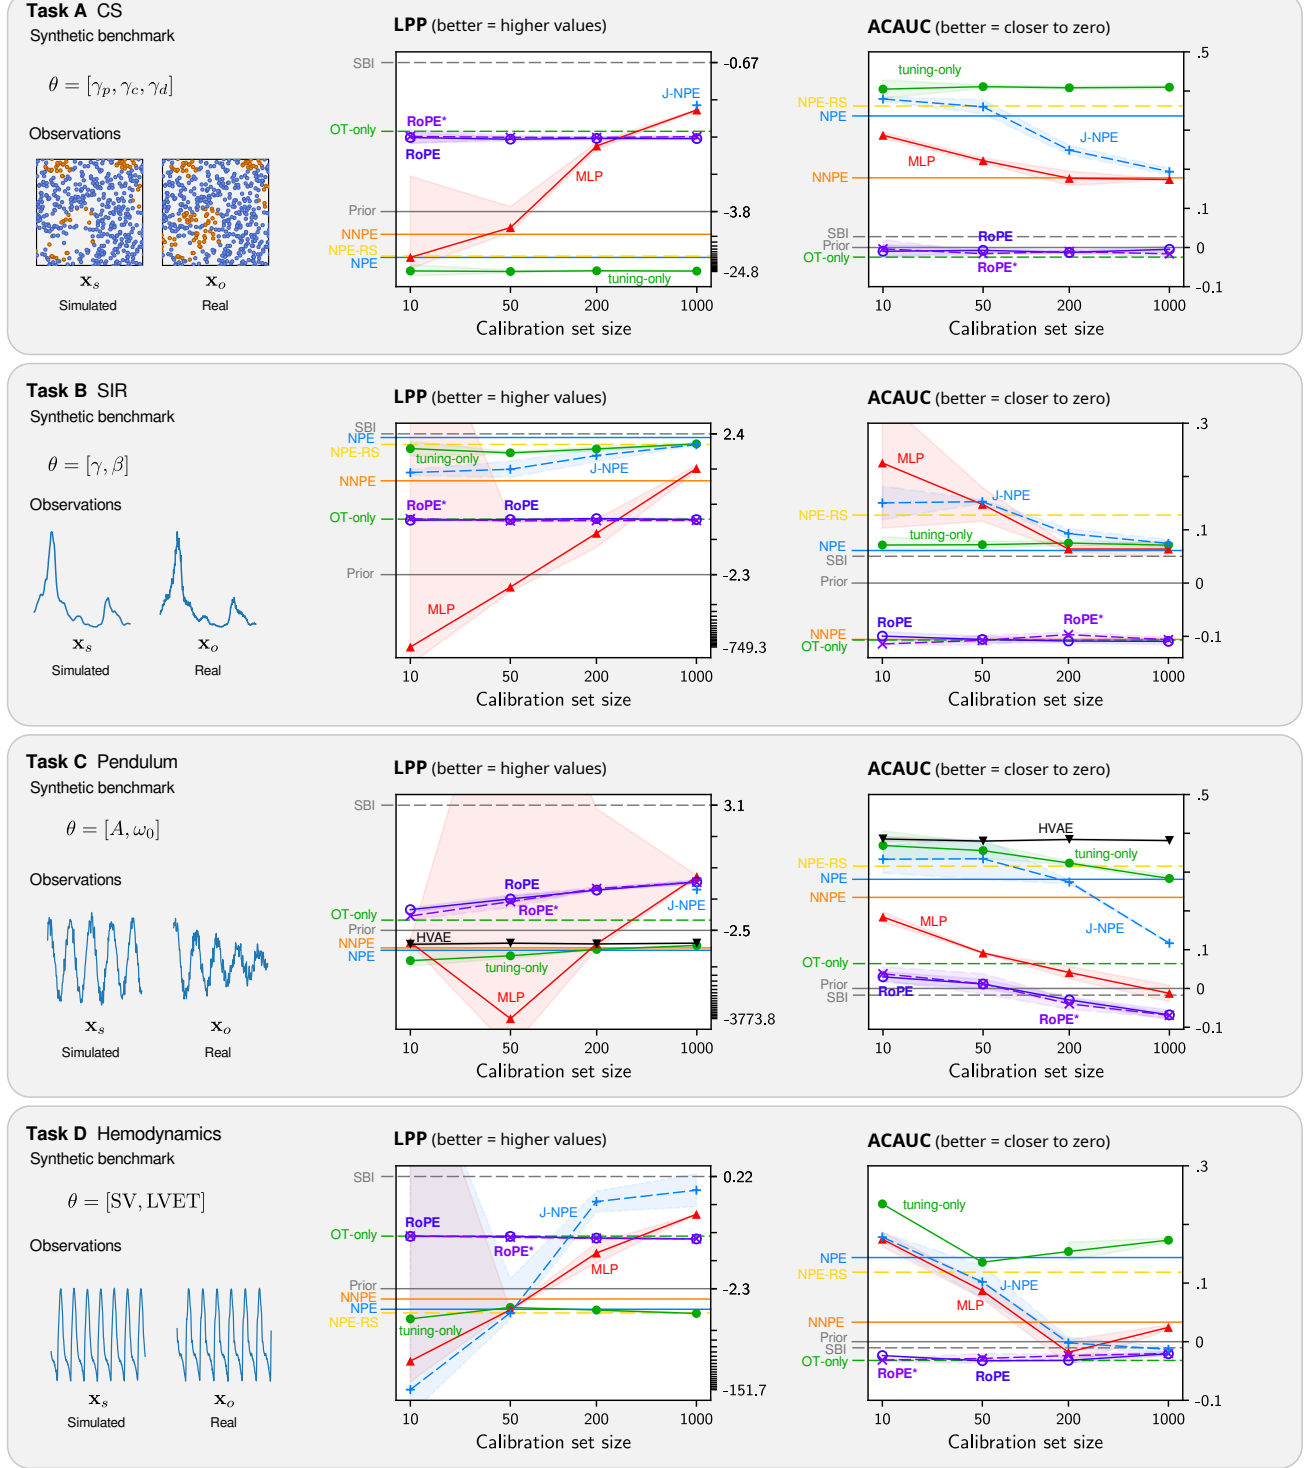 Task A CS
Synthetic benchmark
θ = [γ_p, γ_c, γ_d]
Observations
x_s
Simulated
x_o
Real
LPP (better = higher values)
SBI
J-NPE
RoPE*
OT-only
RoPE
MLP
Prior
NNPE
NPE-RS
NPE
tuning-only
-0.67
-3.8
-24.8
10 50 200 1000
Calibration set size
ACAUC (better = closer to zero)
tuning-only
NPE-RS
NPE
J-NPE
MLP
NNPE
SBI
RoPE
Prior
OT-only
RoPE*
.5
.1
0
-0.1
10 50 200 1000
Calibration set size
Task B SIR
Synthetic benchmark
θ = [γ, β]
Observations
x_s
Simulated
x_o
Real
LPP (better = higher values)
SBI
NPE
NPE-RS
tuning-only
J-NPE
NNPE
RoPE*
RoPE
OT-only
Prior
MLP
2.4
-2.3
-749.3
10 50 200 1000
Calibration set size
ACAUC (better = closer to zero)
MLP
J-NPE
NPE-RS
tuning-only
NPE
SBI
Prior
RoPE
RoPE*
NNPE
OT-only
.3
.1
0
-0.1
10 50 200 1000
Calibration set size
Task C Pendulum
Synthetic benchmark
θ = [A, ω_0]
Observations
x_s
Simulated
x_o
Real
LPP (better = higher values)
SBI
RoPE
J-NPE
RoPE*
OT-only
Prior
HVAE
NNPE
NPE
tuning-only
MLP
3.1
-2.5
-3773.8
10 50 200 1000
Calibration set size
ACAUC (better = closer to zero)
HVAE
tuning-only
NPE-RS
NPE
NNPE
MLP
J-NPE
OT-only
Prior
RoPE
SBI
RoPE*
.5
.1
0
-0.1
10 50 200 1000
Calibration set size
Task D Hemodynamics
Synthetic benchmark
θ = [SV, LVET]
Observations
x_s
Simulated
x_o
Real
LPP (better = higher values)
SBI
J-NPE
RoPE
OT-only
RoPE*
MLP
Prior
NNPE
NPE
NPE-RS
tuning-only
0.22
-2.3
-151.7
10 50 200 1000
Calibration set size
ACAUC (better = closer to zero)
tuning-only
NPE
NPE-RS
J-NPE
MLP
NNPE
Prior
SBI
OT-only
RoPE*
RoPE
.3
.1
0
-0.1
10 50 200 1000
Calibration set size